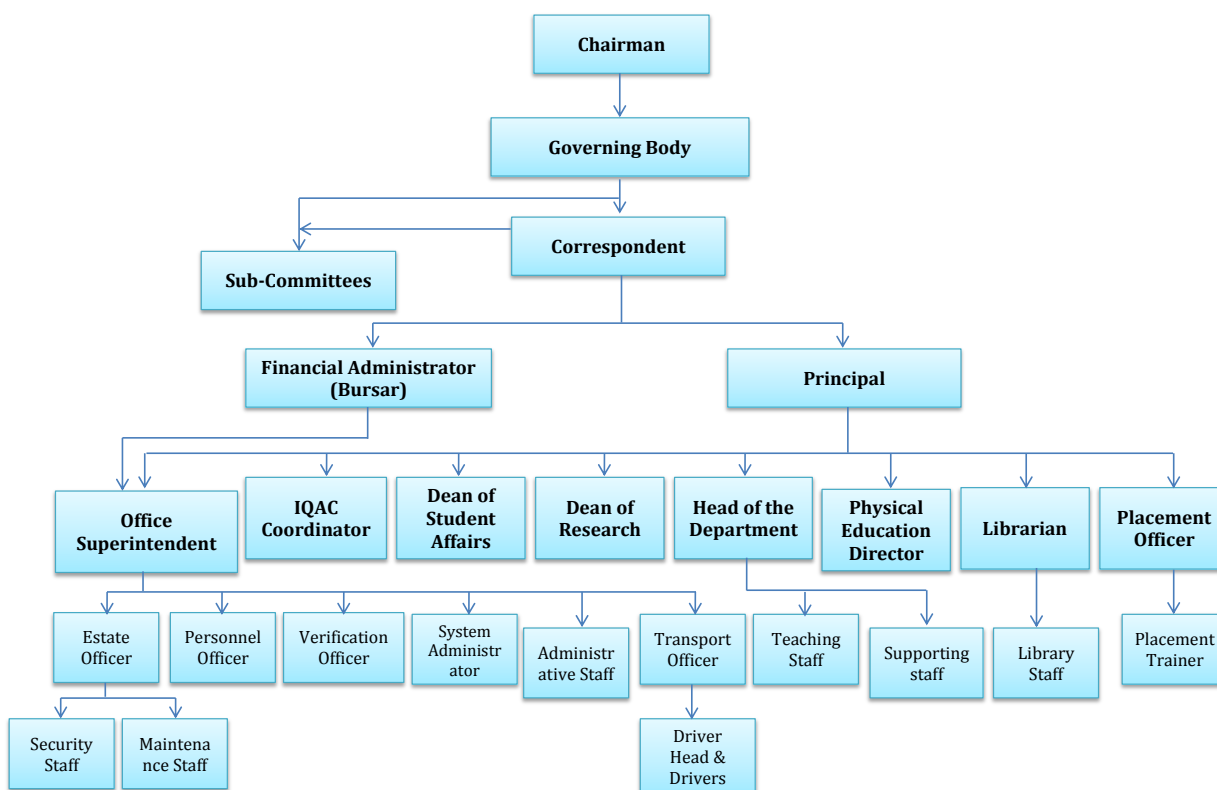 Chairman
Governing Body
Correspondent
Sub-Committees
Financial Administrator
(Bursar)
Principal
Office
Superintendent
IQAC
Coordinator
Dean of
Student
Affairs
Dean of
Research
Head of the
Department
Physical
Education
Director
Librarian
Placement
Officer
Estate
Officer
Personnel
Officer
Verification
Officer
System
Administr
ator
Administr
ative Staff
Transport
Officer
Teaching
Staff
Supporting
staff
Library
Staff
Placement
Trainer
Security
Staff
Maintena
nce Staff
Driver
Head &
Drivers